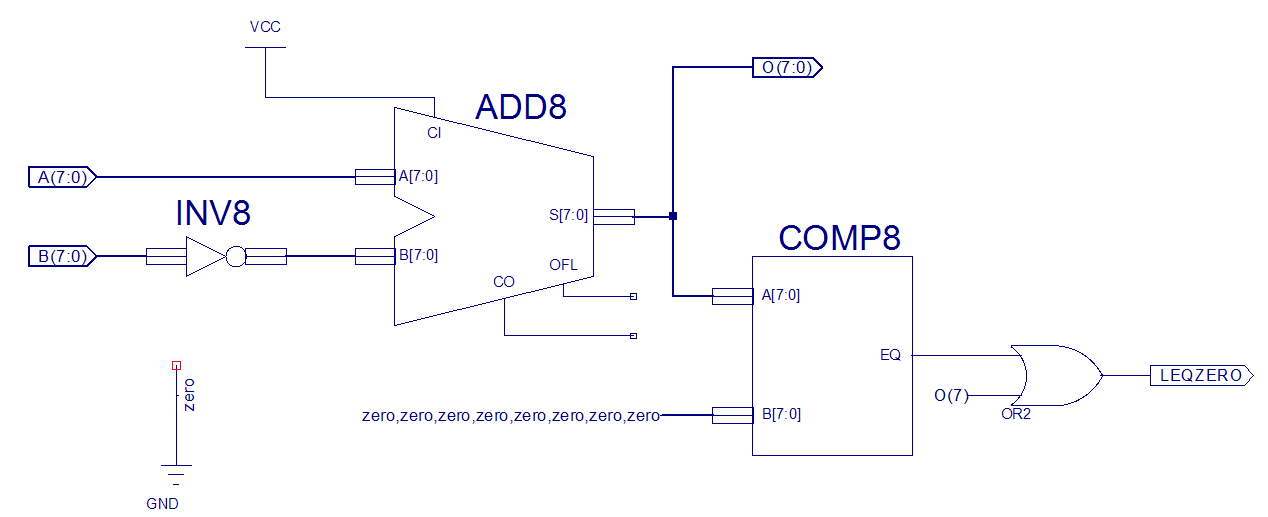 VCC
O(7:0)
ADD8
CI
A(7:0)
A[7:0]
INV8
S[7:0]
B(7:0)
B[7:0]
COMP8
OFL
CO
A[7:0]
EQ
zero
LEQZERO
O(7)
zero,zero,zero,zero,zero,zero,zero,zero
B[7:0]
OR2
GND